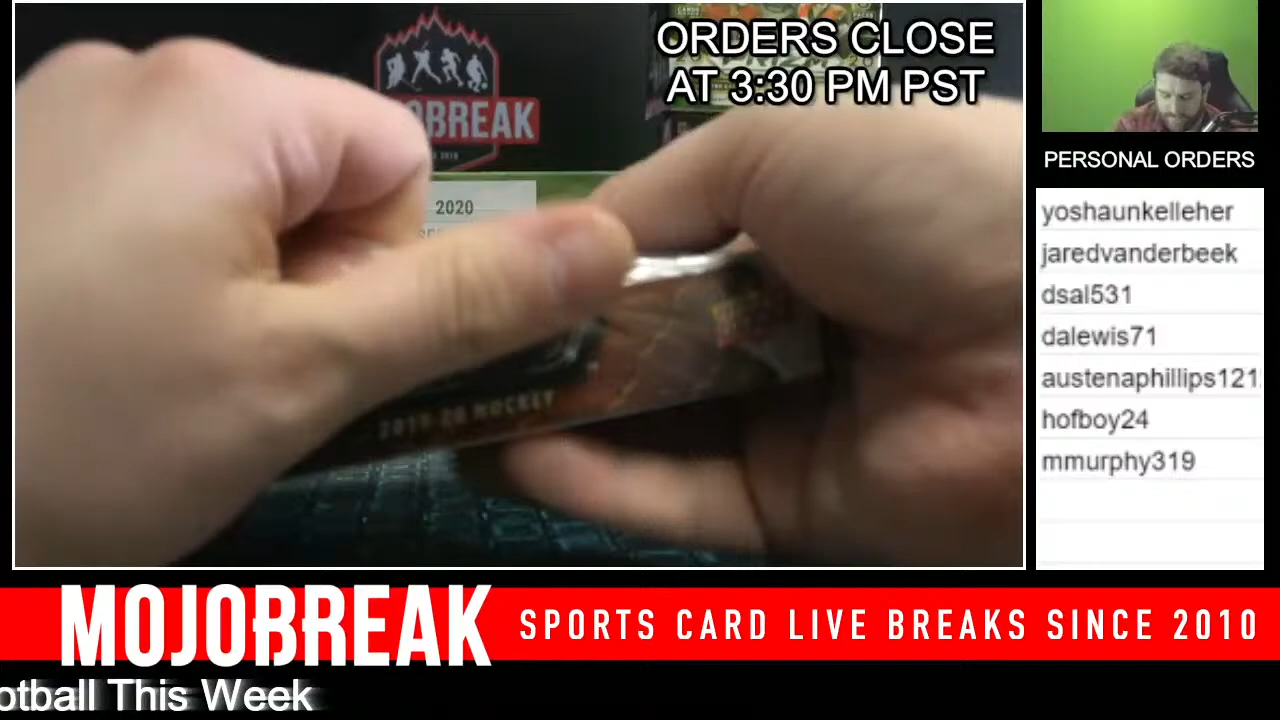 ORDERS CLOSE
AT 3:30 PM PST
BREAK
2020
2019-20 HOCKEY
PERSONAL ORDERS
yoshaunkelleher
jaredvanderbeek
dsal531
dalewis71
austenaphillips121
hofboy24
mmurphy319
MOJOBREAK
SPORTS CARD LIVE BREAKS SINCE 2010
otball This Week